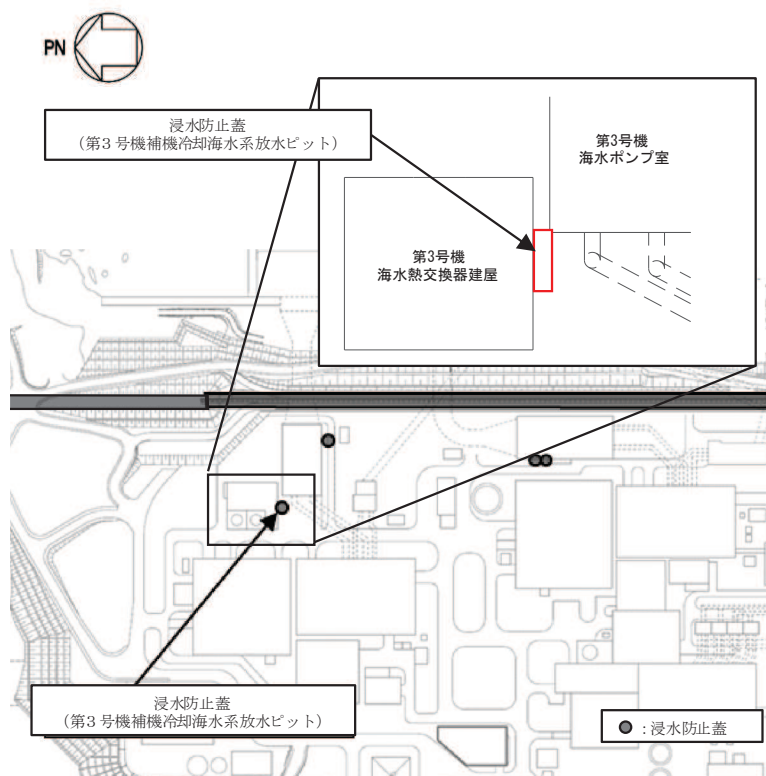 PN
浸水防止蓋
（第3号機補機冷却海水系放水ピット）
第3号機
海水ポンプ室
第3号機
海水熱交換器建屋
浸水防止蓋
（第3号機補機冷却海水系放水ピット）
：浸水防止蓋